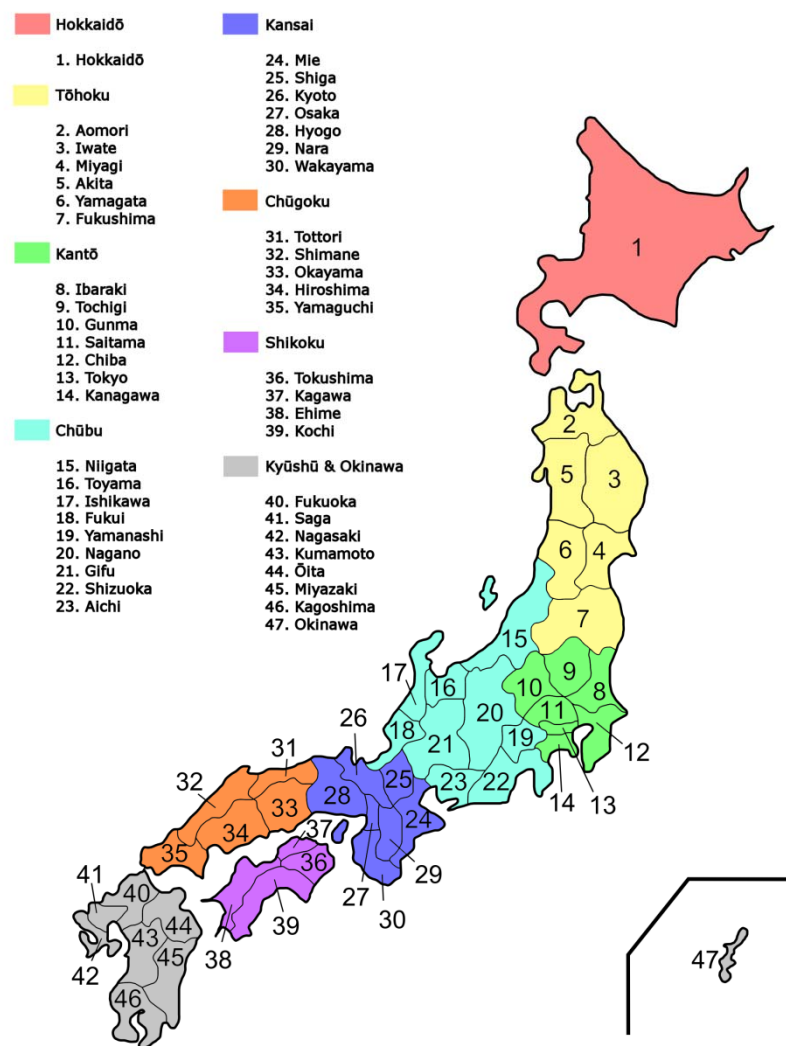 Hokkaidō
1. Hokkaidō
Tōhoku
2. Aomori
3. Iwate
4. Miyagi
5. Akita
6. Yamagata
7. Fukushima
Kantō
8. Ibaraki
9. Tochigi
10. Gunma
11. Saitama
12. Chiba
13. Tokyo
14. Kanagawa
Chūbu
15. Niigata
16. Toyama
17. Ishikawa
18. Fukui
19. Yamanashi
20. Nagano
21. Gifu
22. Shizuoka
23. Aichi
Kansai
24. Mie
25. Shiga
26. Kyoto
27. Osaka
28. Hyogo
29. Nara
30. Wakayama
Chūgoku
31. Tottori
32. Shimane
33. Okayama
34. Hiroshima
35. Yamaguchi
Shikoku
36. Tokushima
37. Kagawa
38. Ehime
39. Kochi
Kyūshū & Okinawa
40. Fukuoka
41. Saga
42. Nagasaki
43. Kumamoto
44. Ōita
45. Miyazaki
46. Kagoshima
47. Okinawa
1
2
5
3
6
4
7
15
17
16
10
9
8
11
20
18
21
19
12
26
31
25
23
22
14
13
32
28
33
24
34
37
35
36
29
27
30
41
40
39
38
44
43
42
45
46
47